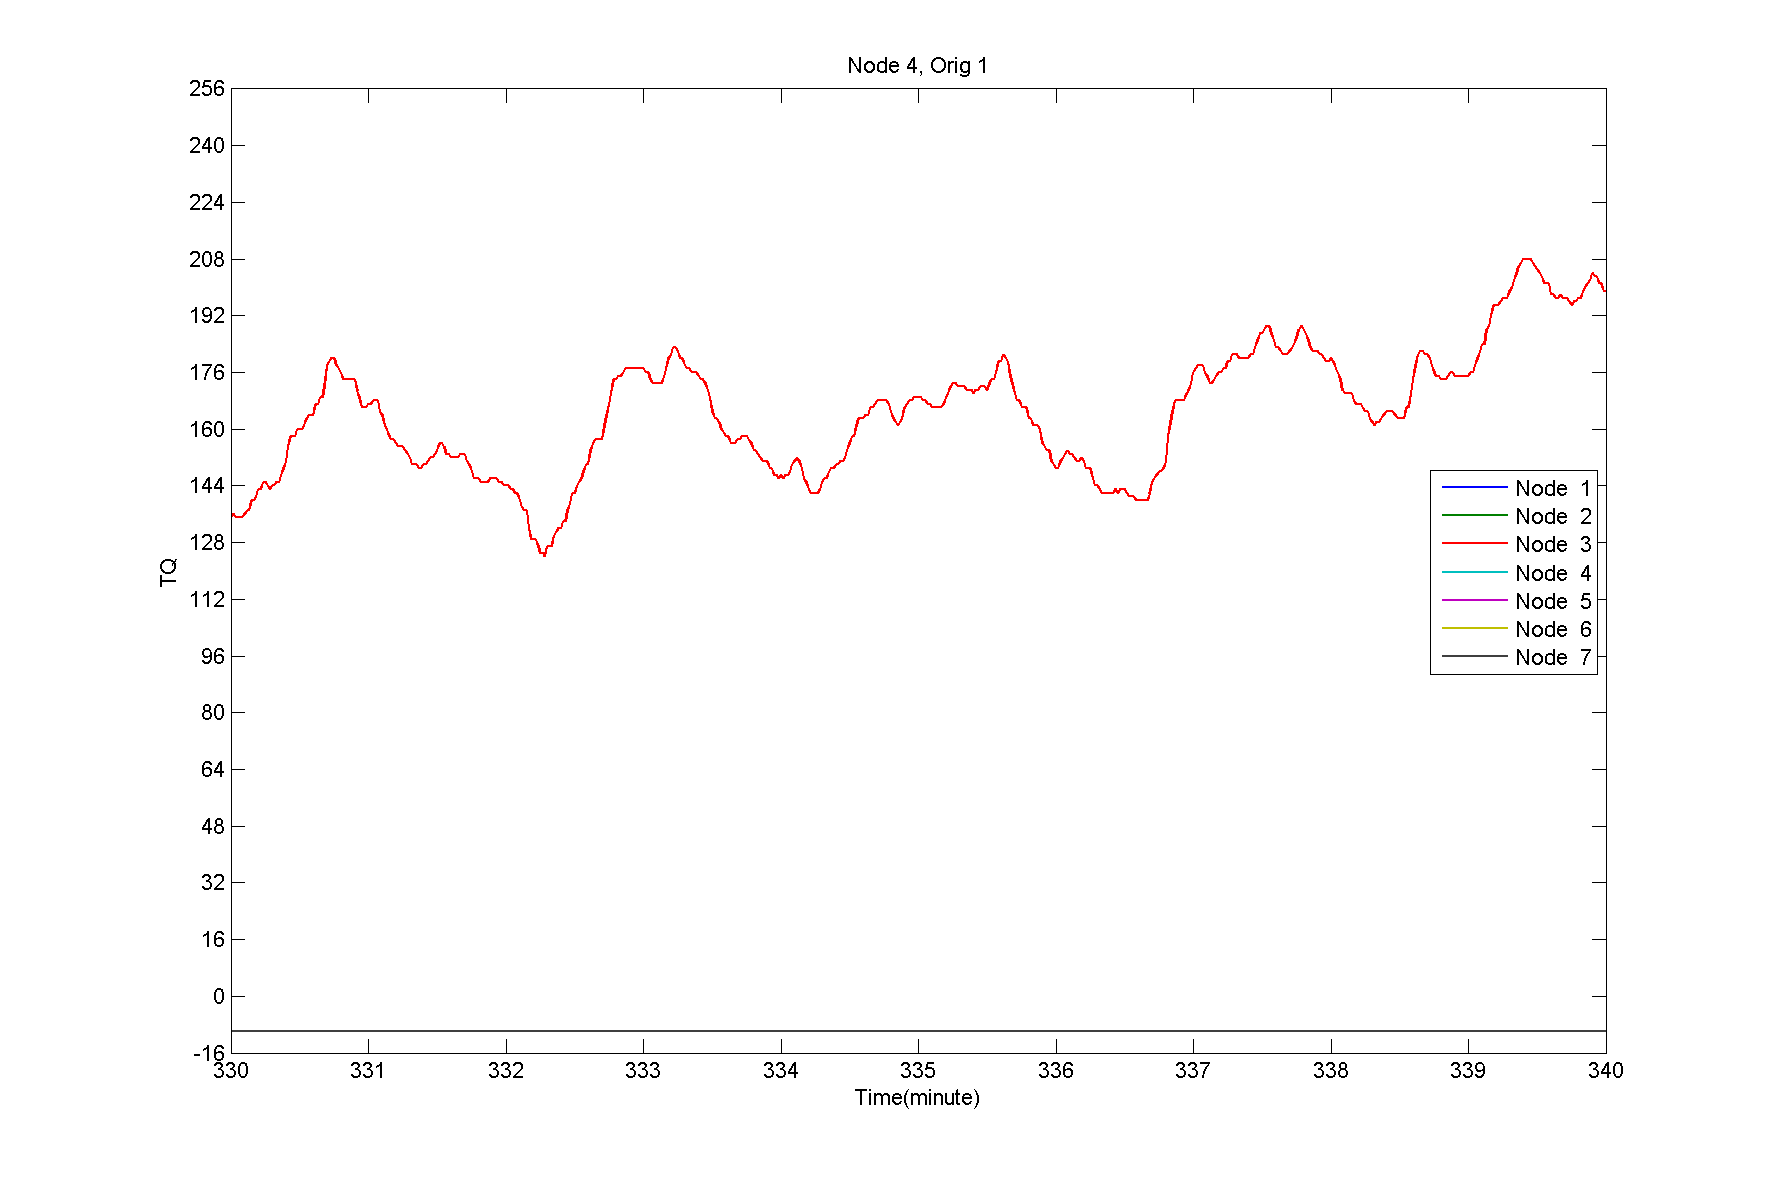 Node 4, Orig 1
256
240
224
208
192
176
160
144
128
112
96
80
64
48
32
16
0
-16
TQ
330 331 332 333 334 335 336 337 338 339 340
Time(minute)
Node 1
Node 2
Node 3
Node 4
Node 5
Node 6
Node 7